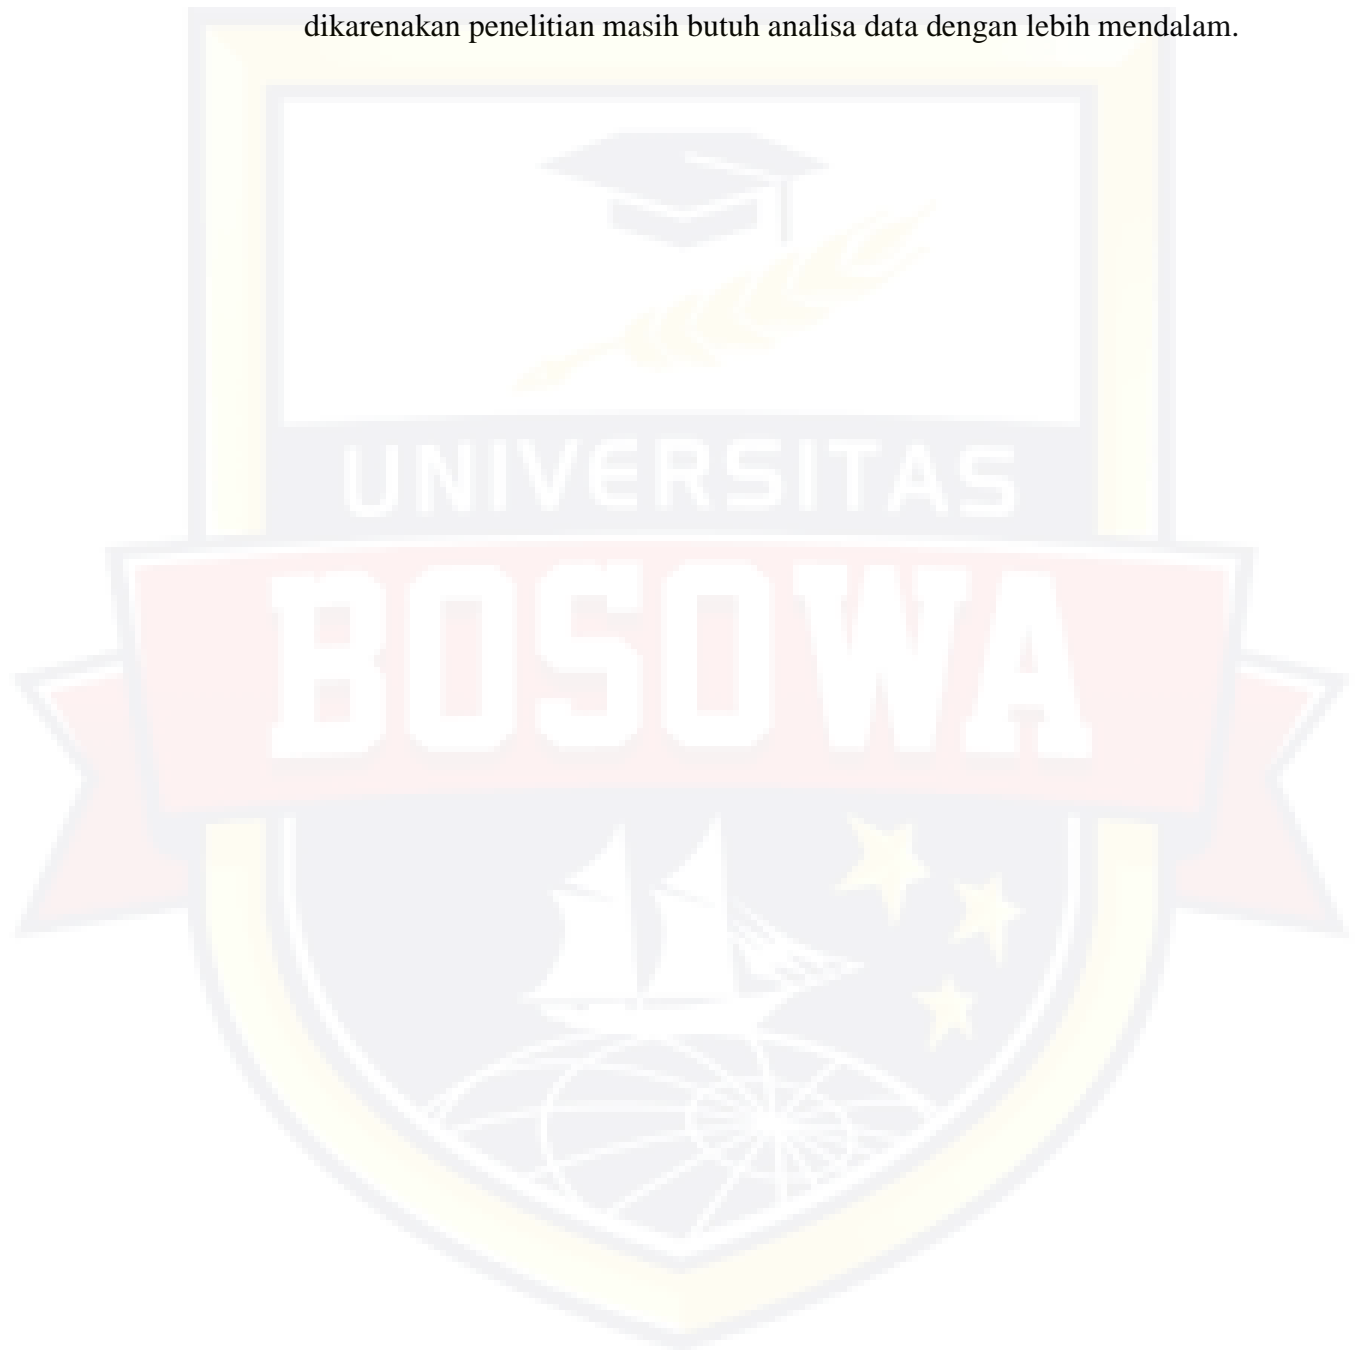 dikarenakan penelitian masih butuh analisa data dengan lebih mendalam.
UNIVERSITAS
BOSOWA